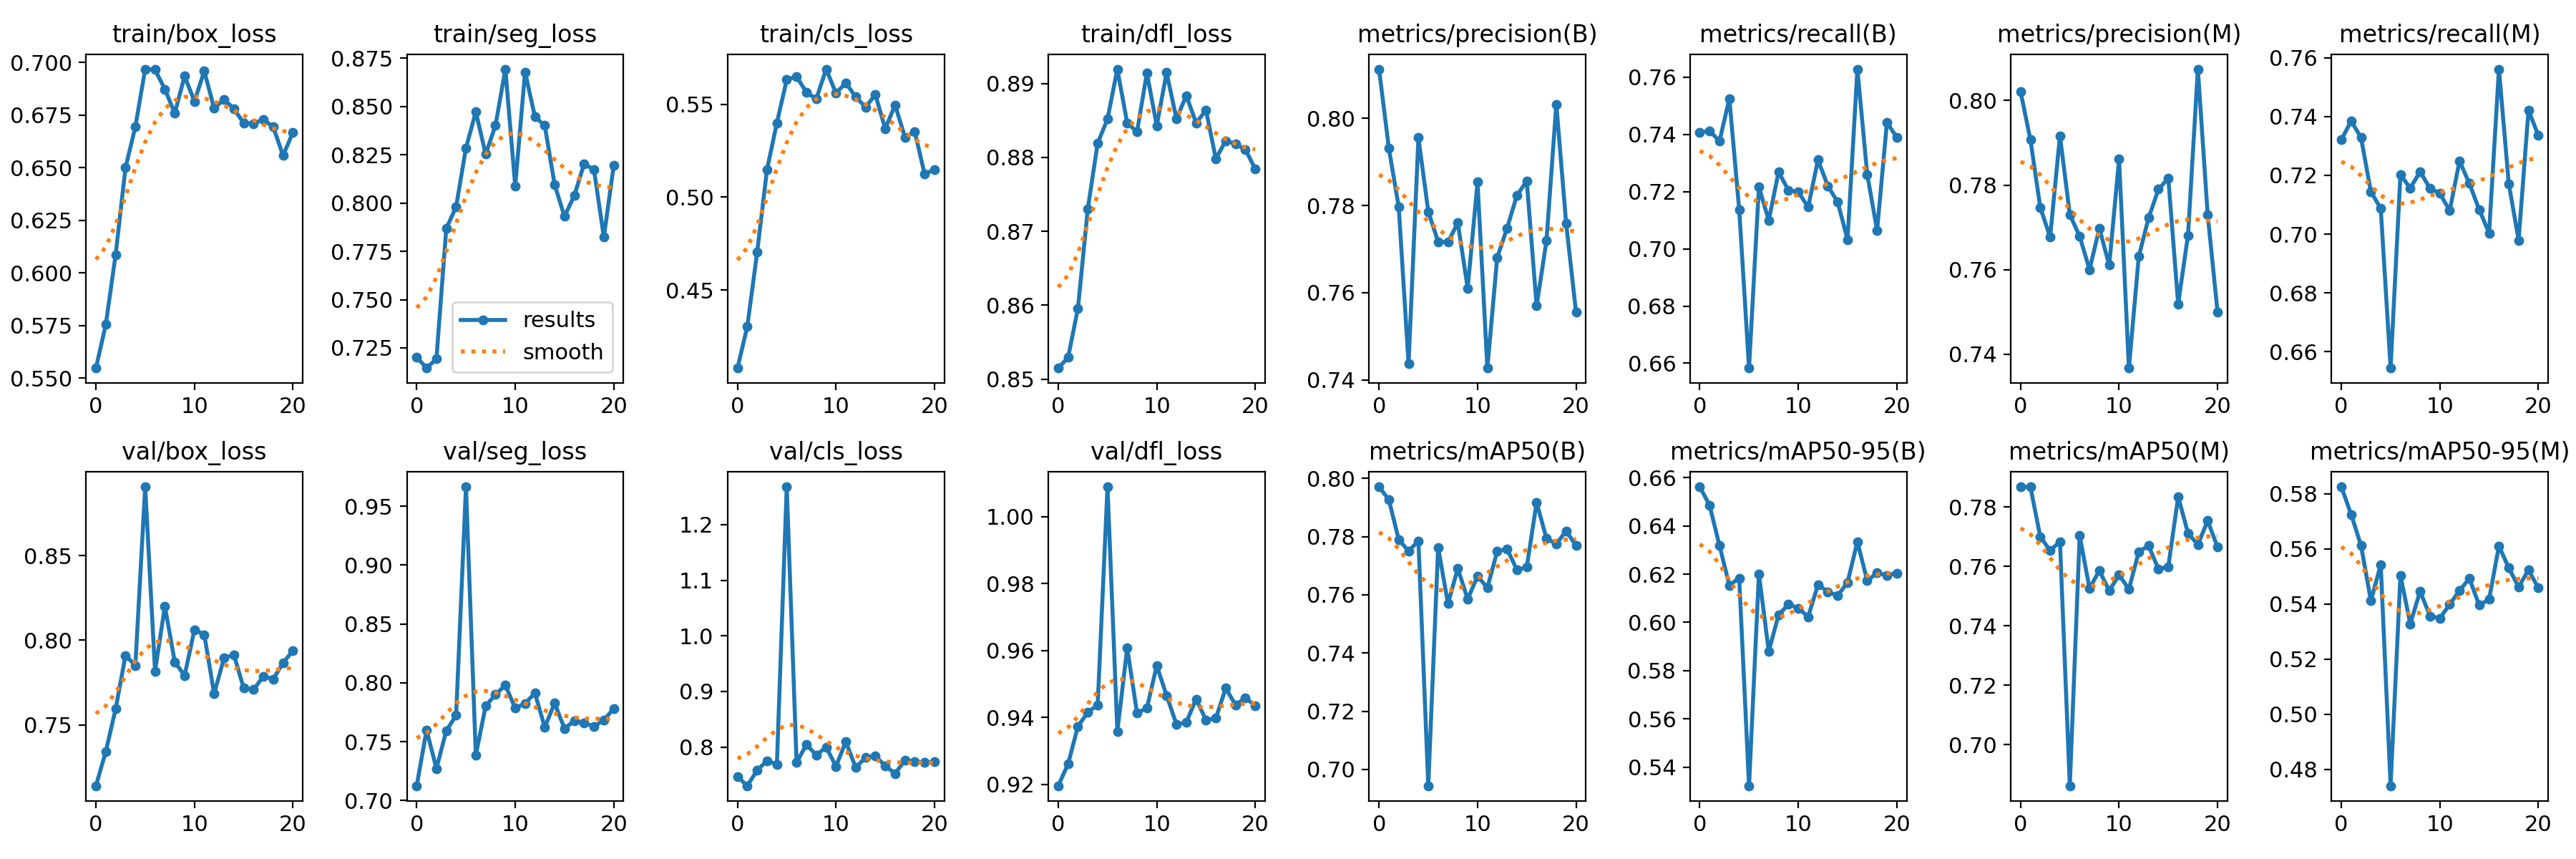 train/box_loss
train/seg_loss
train/cls_loss
train/dfl_loss
metrics/precision(B)
metrics/recall(B)
metrics/precision(M)
metrics/recall(M)
0.700
0.675
0.650
0.625
0.600
0.575
0.550
0 10 20
0.875
0.850
0.825
0.800
0.775
0.750
0.725
results
smooth
0 10 20
0.55
0.50
0.45
0 10 20
0.89
0.88
0.87
0.86
0.85
0 10 20
0.80
0.78
0.76
0.74
0 10 20
0.76
0.74
0.72
0.70
0.68
0.66
0 10 20
0.80
0.78
0.76
0.74
0 10 20
0.76
0.74
0.72
0.70
0.68
0.66
0 10 20
val/box_loss
val/seg_loss
val/cls_loss
val/dfl_loss
metrics/mAP50(B)
metrics/mAP50-95(B)
metrics/mAP50(M)
metrics/mAP50-95(M)
0.85
0.80
0.75
0 10 20
0.95
0.90
0.85
0.80
0.75
0.70
0 10 20
1.2
1.1
1.0
0.9
0.8
0 10 20
1.00
0.98
0.96
0.94
0.92
0 10 20
0.80
0.78
0.76
0.74
0.72
0.70
0 10 20
0.66
0.64
0.62
0.60
0.58
0.56
0.54
0 10 20
0.78
0.76
0.74
0.72
0.70
0 10 20
0.58
0.56
0.54
0.52
0.50
0.48
0 10 20